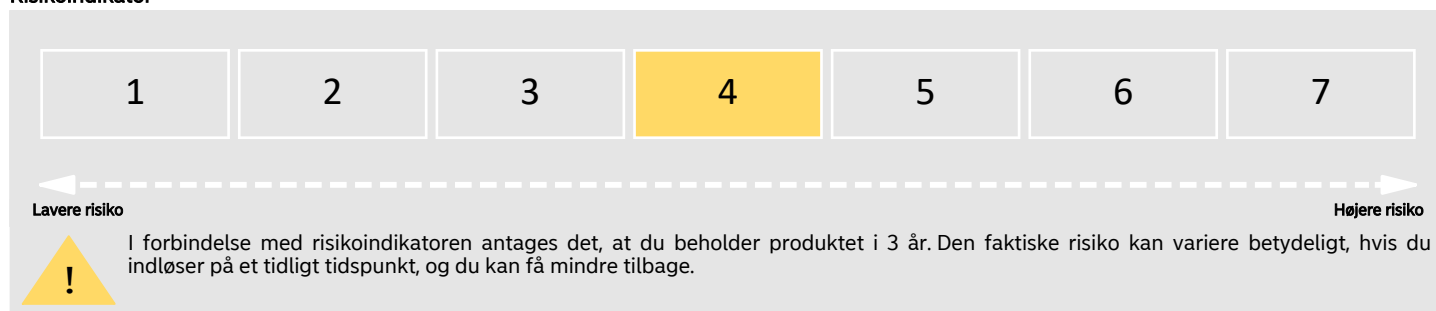 Risikoindikator
1 2 3 4 5 6 7
Lavere risiko Højere risiko
I forbindelse med risikoindikatoren antages det, at du beholder produktet i 3 år. Den faktiske risiko kan variere betydeligt, hvis du
indløser på et tidligt tidspunkt, og du kan få mindre tilbage.
!